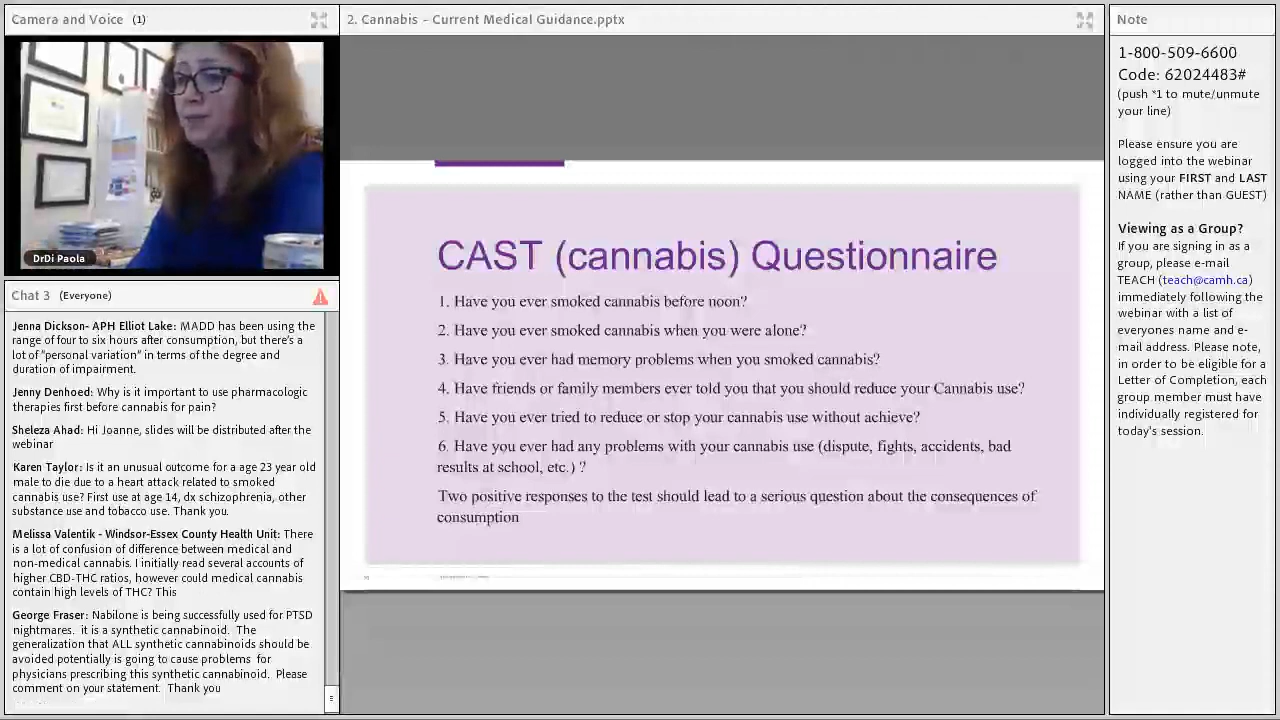 Camera and Voice (1)
DrDi Paola
Chat 3 (Everyone)
Jenna Dickson- APH Elliot Lake: MADD has been using the
range of four to six hours after consumption, but there's a
lot of "personal variation" in terms of the degree and
duration of impairment.
Jenny Denhoed: Why is it important to use pharmacologic
therapies first before cannabis for pain?
Sheleza Ahad: Hi Joanne, slides will be distributed after the
webinar
Karen Taylor: Is it an unusual outcome for a age 23 year old
male to die due to a heart attack related to smoked
cannabis use? First use at age 14, dx schizophrenia, other
substance use and tobacco use. Thank you.
Melissa Valentik - Windsor-Essex County Health Unit: There
is a lot of confusion of difference between medical and
non-medical cannabis. I initially read several accounts of
higher CBD-THC ratios, however could medical cannabis
contain high levels of THC? This
George Fraser: Nabilone is being successfully used for PTSD
nightmares. it is a synthetic cannabinoid. The
generalization that ALL synthetic cannabinoids should be
avoided potentially is going to cause problems for
physicians prescribing this synthetic cannabinoid. Please
comment on your statement. Thank you
2. Cannabis - Current Medical Guidance.pptx
CAST (cannabis) Questionnaire
1. Have you ever smoked cannabis before noon?
2. Have you ever smoked cannabis when you were alone?
3. Have you ever had memory problems when you smoked cannabis?
4. Have friends or family members ever told you that you should reduce your Cannabis use?
5. Have you ever tried to reduce or stop your cannabis use without achieve?
6. Have you ever had any problems with your cannabis use (dispute, fights, accidents, bad
results at school, etc.) ?
Two positive responses to the test should lead to a serious question about the consequences of
consumption
Note
1-800-509-6600
Code: 62024483#
(push *1 to mute/unmute
your line)
Please ensure you are
logged into the webinar
using your FIRST and LAST
NAME (rather than GUEST)
Viewing as a Group?
If you are signing in as a
group, please e-mail
TEACH (teach@camh.ca)
immediately following the
webinar with a list of
everyones name and e-
mail address. Please note,
in order to be eligible for a
Letter of Completion, each
group member must have
individually registered for
today's session.